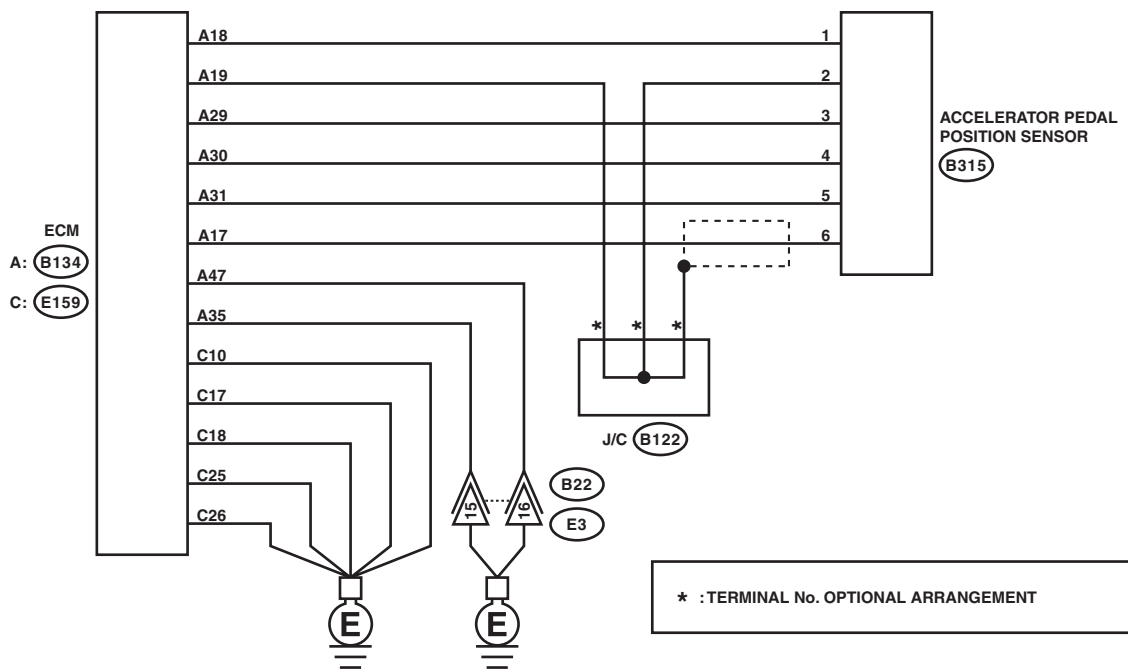 A18 1
A19 2
A29 3
A30 4
A31 5
A17 6
A47
A35
C10
C17
C18
C25
C26
ECM
A: B134
C: E159
ACCELERATOR PEDAL
POSITION SENSOR
B315
* * *
J/C B122
15 16
B22
E3
E E
* : TERMINAL No. OPTIONAL ARRANGEMENT